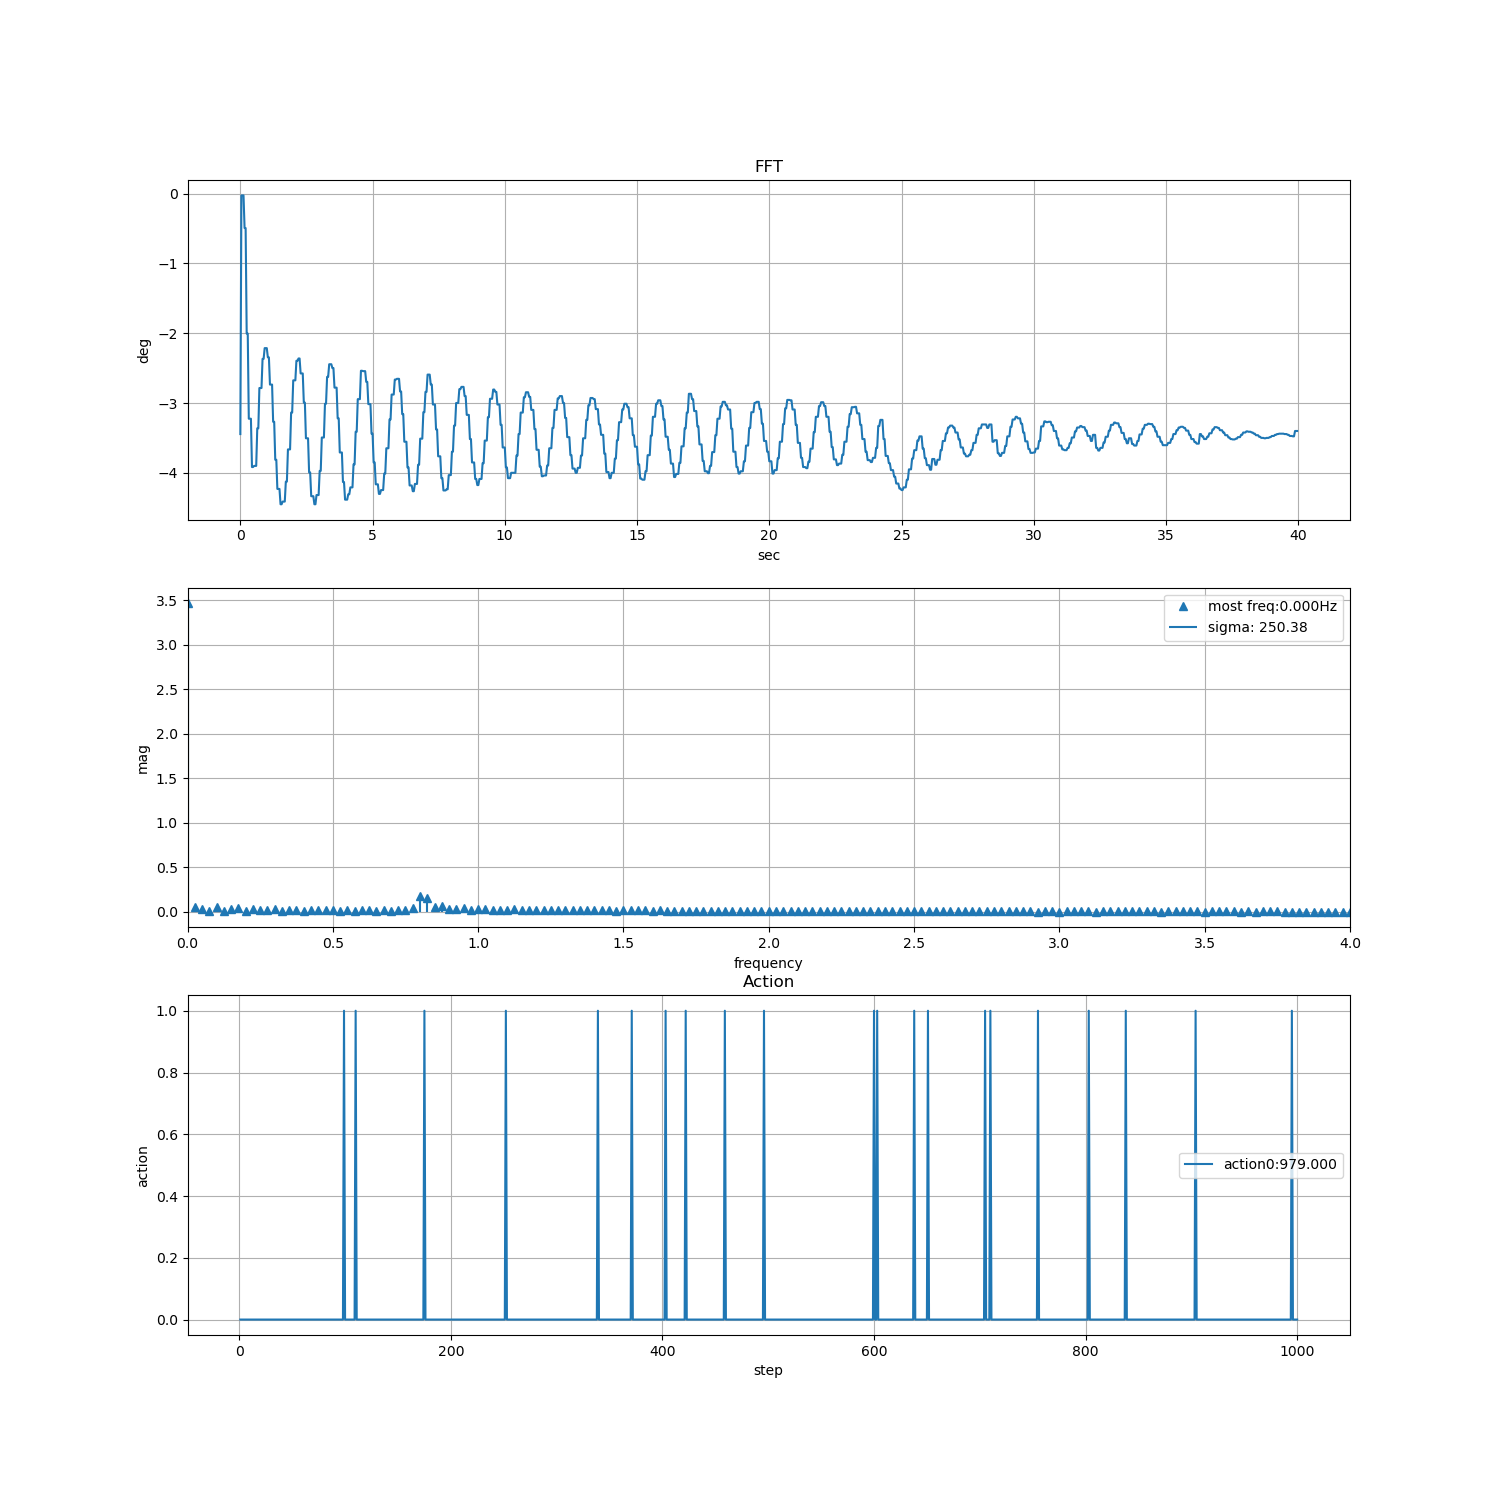 FFT
0
−1
−2
−3
−4
deg
0 5 10 15 20 25 30 35 40
sec
3.5
3.0
2.5
2.0
1.5
1.0
0.5
0.0
mag
most freq:0.000Hz
sigma: 250.38
0.0 0.5 1.0 1.5 2.0 2.5 3.0 3.5 4.0
frequency
Action
1.0
0.8
0.6
0.4
0.2
0.0
action
action0:979.000
0 200 400 600 800 1000
step